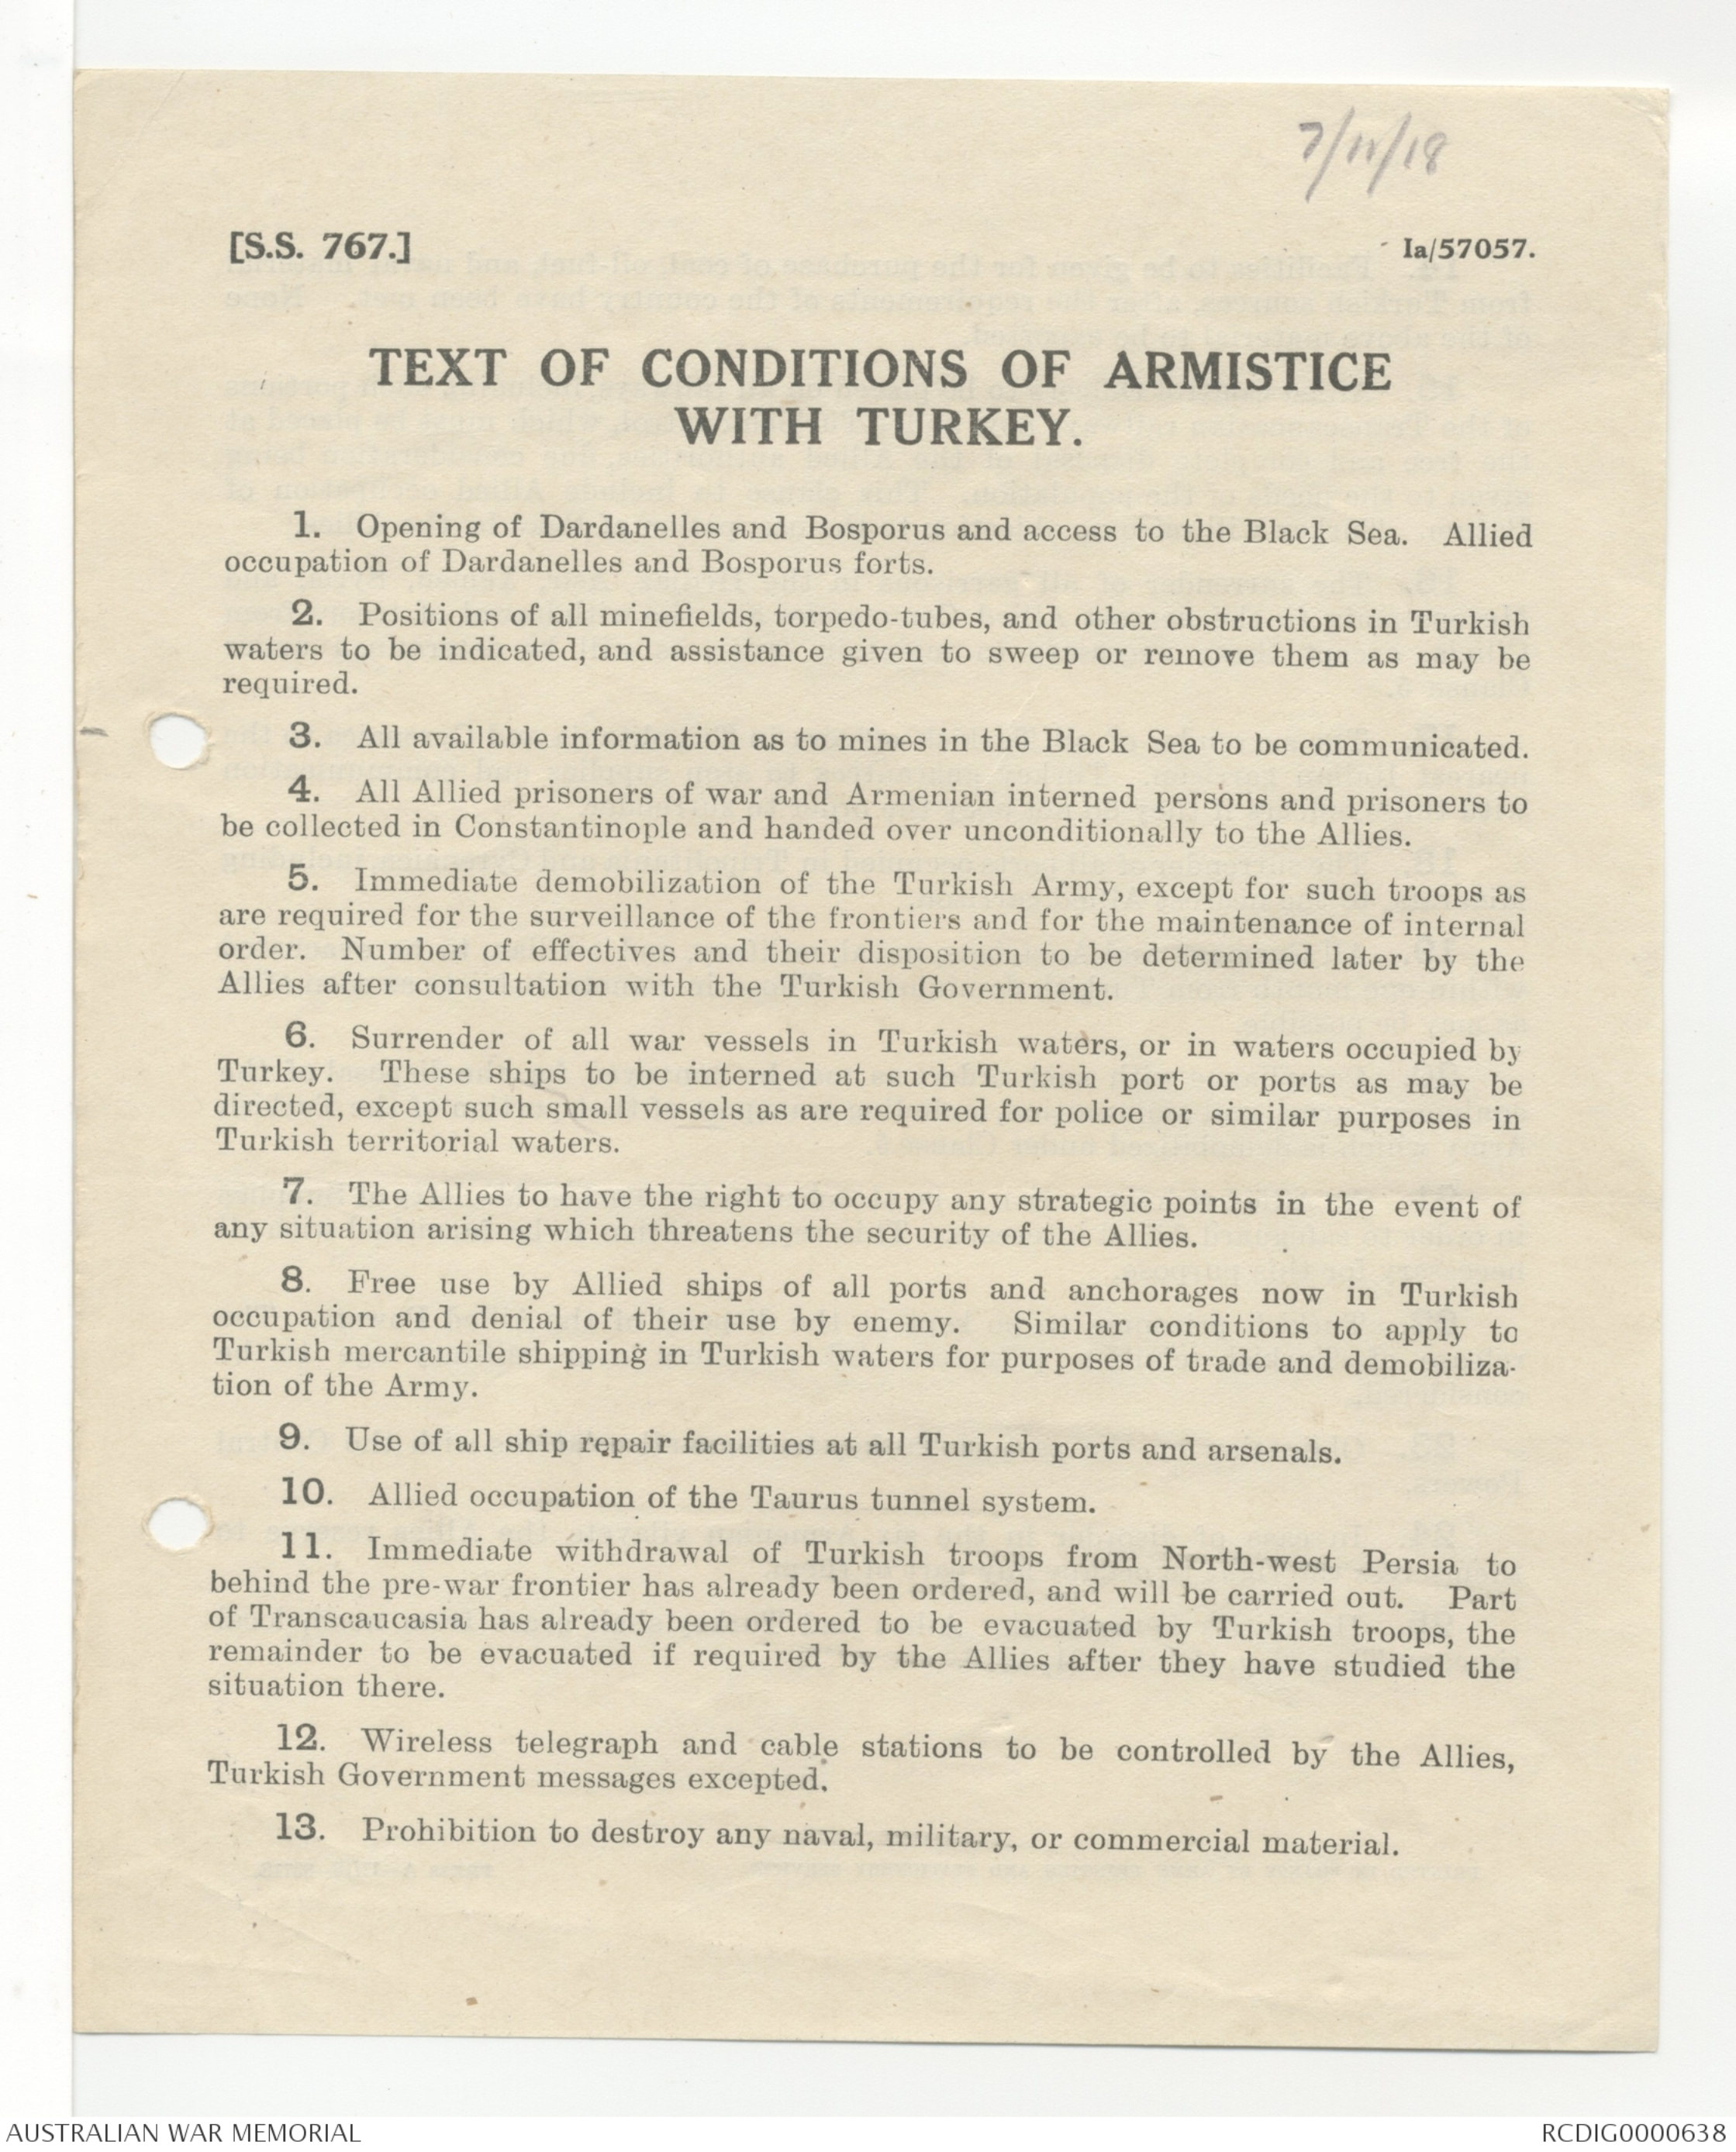 7/11/18
[S.S. 767.]
Ia/57057.
TEXT OF CONDITIONS OF ARMISTICE
WITH TURKEY.
1. Opening of Dardanelles and Bosporus and access to the Black Sea. Allied
occupation of Dardanelles and Bosporus forts.
2. Positions of all minefields, torpedo-tubes, and other obstructions in Turkish
waters to be indicated, and assistance given to sweep or remove them as may be
required.
3. All available information as to mines in the Black Sea to be communicated.
4. All Allied prisoners of war and Armenian interned persons and prisoners to
be collected in Constantinople and handed over unconditionally to the Allies.
5. Immediate demobilization of the Turkish Army, except for such troops as
are required for the surveillance of the frontiers and for the maintenance of internal
order. Number of effectives and their disposition to be determined later by the
Allies after consultation with the Turkish Government.
6. Surrender of all war vessels in Turkish waters, or in waters occupied by
Turkey. These ships to be interned at such Turkish port or ports as may be
directed, except such small vessels as are required for police or similar purposes in
Turkish territorial waters.
7. The Allies to have the right to occupy any strategic points in the event of
any situation arising which threatens the security of the Allies.
8. Free use by Allied ships of all ports and anchorages now in Turkish
occupation and denial of their use by enemy. Similar conditions to apply to
Turkish mercantile shipping in Turkish waters for purposes of trade and demobiliza-
tion of the Army.
9. Use of all ship repair facilities at all Turkish ports and arsenals.
10. Allied occupation of the Taurus tunnel system.
11. Immediate withdrawal of Turkish troops from North-west Persia to
behind the pre-war frontier has already been ordered, and will be carried out. Part
of Transcaucasia has already been ordered to be evacuated by Turkish troops, the
remainder to be evacuated if required by the Allies after they have studied the
situation there.
12. Wireless telegraph and cable stations to be controlled by the Allies,
Turkish Government messages excepted.
13. Prohibition to destroy any naval, military, or commercial material.
AUSTRALIAN WAR MEMORIAL
RCDIG0000638